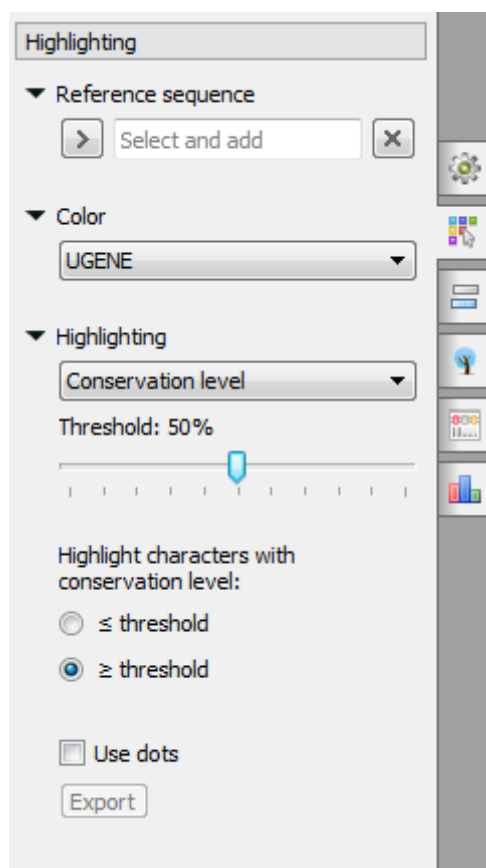 Highlighting
Reference sequence
Select and add
Color
UGENE
Highlighting
Conservation level
Threshold: 50%
Highlight characters with
conservation level:
≤ threshold
≥ threshold
Use dots
Export